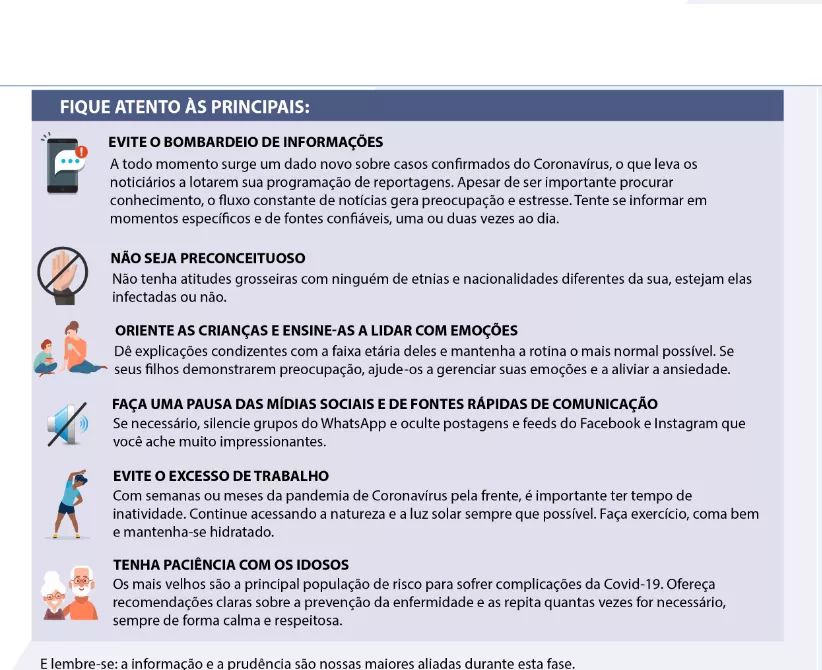 FIQUE ATENTO ÀS PRINCIPAIS:
EVITE O BOMBARDEIO DE INFORMAÇÕES
A todo momento surge um dado novo sobre casos confirmados do Coronavírus, o que leva os
noticiários a lotarem sua programação de reportagens. Apesar de ser importante procurar
conhecimento, o fluxo constante de notícias gera preocupação e estresse. Tente se informar em
momentos específicos e de fontes confiáveis, uma ou duas vezes ao dia.
NÃO SEJA PRECONCEITUOSO
Não tenha atitudes grosseiras com ninguém de etnias e nacionalidades diferentes da sua, estejam elas
infectadas ou não.
ORIENTE AS CRIANÇAS E ENSINE-AS A LIDAR COM EMOÇÕES
Dê explicações condizentes com a faixa etária deles e mantenha a rotina o mais normal possível. Se
seus filhos demonstrarem preocupação, ajude-os a gerenciar suas emoções e a aliviar a ansiedade.
FAÇA UMA PAUSA DAS MÍDIAS SOCIAIS E DE FONTES RÁPIDAS DE COMUNICAÇÃO
Se necessário, silencie grupos do WhatsApp e oculte postagens e feeds do Facebook e Instagram que
você ache muito impressionantes.
EVITE O EXCESSO DE TRABALHO
Com semanas ou meses da pandemia de Coronavírus pela frente, é importante ter tempo de
inatividade. Continue acessando a natureza e a luz solar sempre que possível. Faça exercício, coma bem
e mantenha-se hidratado.
TENHA PACIÊNCIA COM OS IDOSOS
Os mais velhos são a principal população de risco para sofrer complicações da Covid-19. Ofereça
recomendações claras sobre a prevenção da enfermidade e as repita quantas vezes for necessário,
sempre de forma calma e respeitosa.
E lembre-se: a informação e a prudência são nossas maiores aliadas durante esta fase.